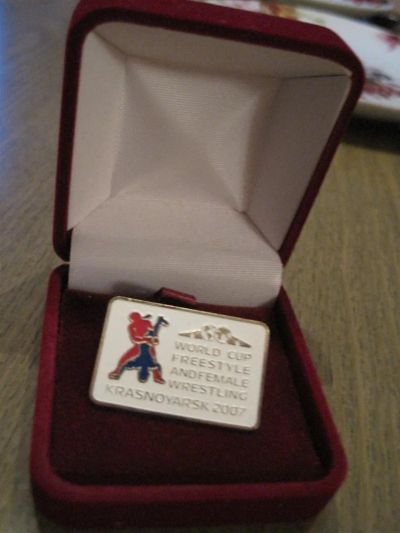 WORLD CUP
FREESTYLE
ANDFEMALE
WRESTLING
KRASNOYARSK 2007